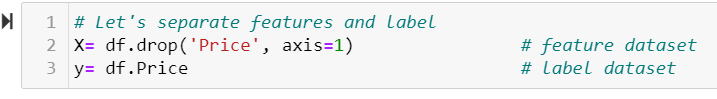 1 # Let's separate features and label
2 X= df.drop('Price', axis=1) # feature dataset
3 y= df.Price # label dataset